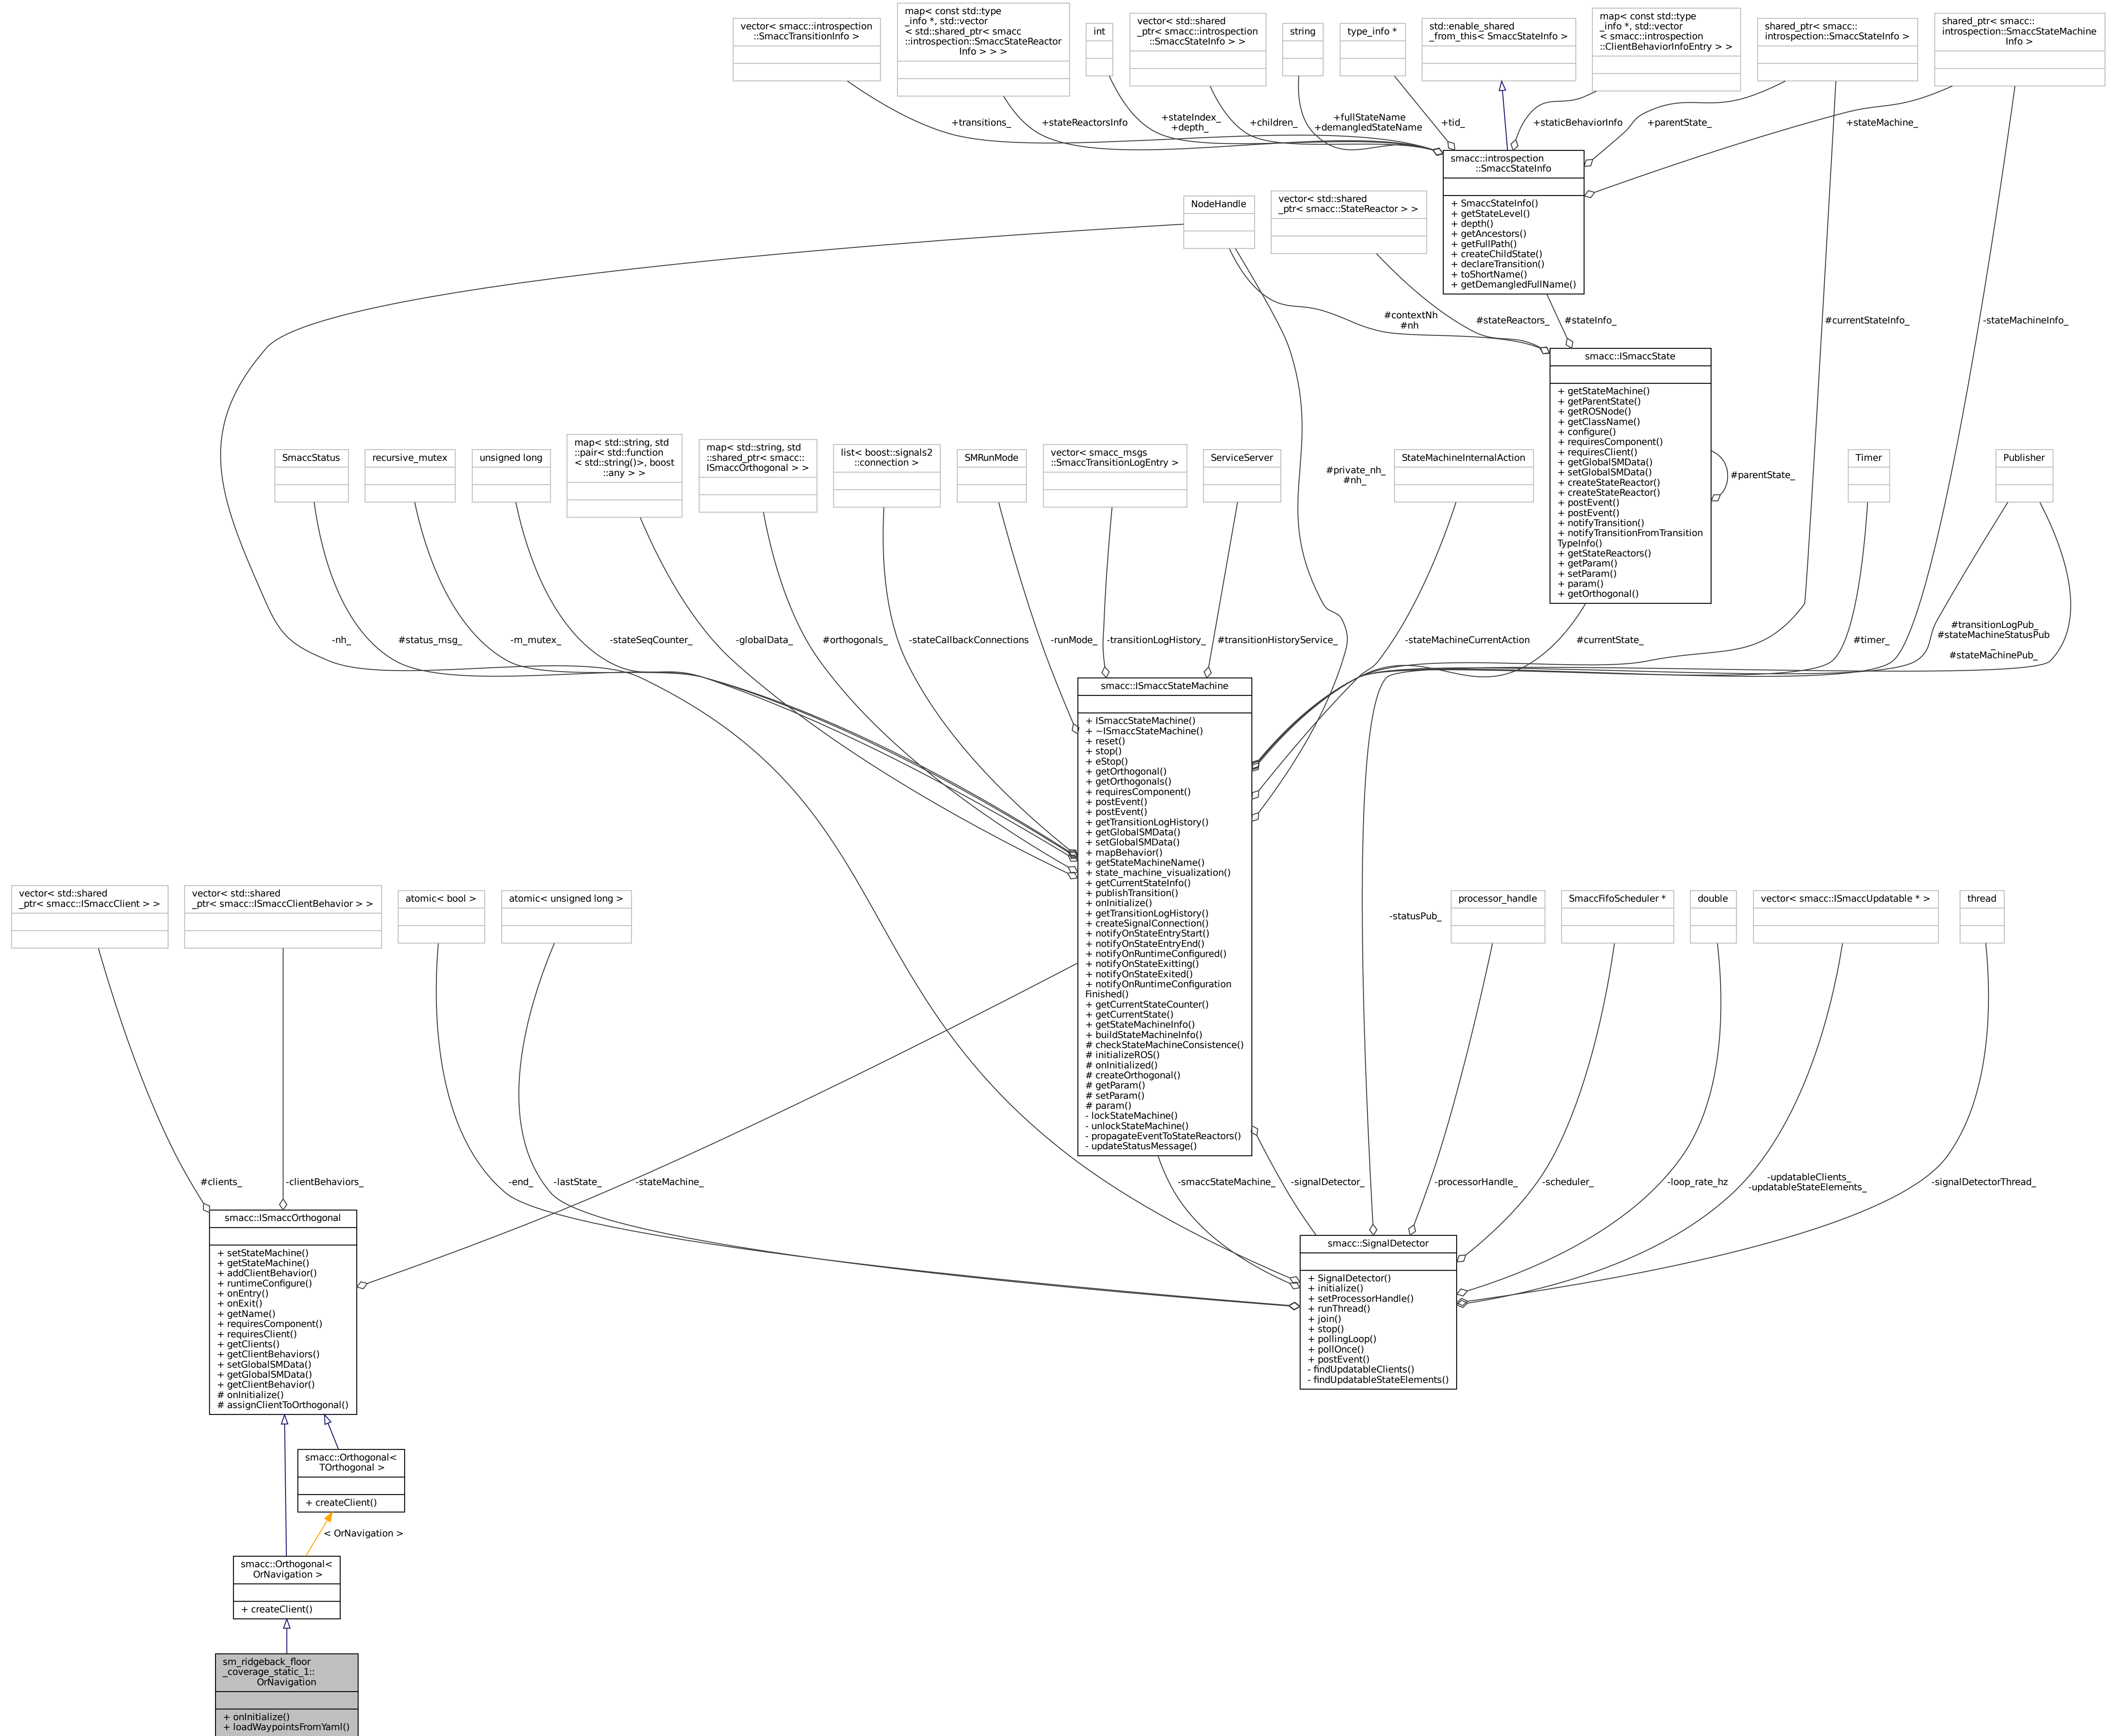 vector< smacc::introspection
::SmaccTransitionInfo >
map< const std::type
_info *, std::vector
< std::shared_ptr< smacc
::introspection::SmaccStateReactor
Info > > >
int
vector< std::shared
_ptr< smacc::introspection
::SmaccStateInfo > >
string
type_info *
std::enable_shared
_from_this< SmaccStateInfo >
map< const std::type
_info *, std::vector
< smacc::introspection
::ClientBehaviorInfoEntry > >
shared_ptr< smacc::
introspection::SmaccStateInfo >
shared_ptr< smacc::
introspection::SmaccStateMachine
Info >
+transitions_
+stateReactorsInfo
+stateIndex_
+depth_
+children_
+fullStateName
+demangledStateName
+tid_
+staticBehaviorInfo
+parentState_
+stateMachine_
smacc::introspection
::SmaccStateInfo
+ SmaccStateInfo()
+ getStateLevel()
+ depth()
+ getAncestors()
+ getFullPath()
+ createChildState()
+ declareTransition()
+ toShortName()
+ getDemangledFullName()
NodeHandle
vector< std::shared
_ptr< smacc::StateReactor > >
#contextNh
#nh
#stateReactors_
#stateInfo_
#currentStateInfo_
-stateMachineInfo_
smacc::ISmaccState
+ getStateMachine()
+ getParentState()
+ getROSNode()
+ getClassName()
+ configure()
+ requiresComponent()
+ requiresClient()
+ getGlobalSMData()
+ setGlobalSMData()
+ createStateReactor()
+ createStateReactor()
+ postEvent()
+ postEvent()
+ notifyTransition()
+ notifyTransitionFromTransition
TypeInfo()
+ getStateReactors()
+ getParam()
+ setParam()
+ param()
+ getOrthogonal()
#parentState_
SmaccStatus
recursive_mutex
unsigned long
map< std::string, std
::pair< std::function
< std::string()>, boost
::any > >
map< std::string, std
::shared_ptr< smacc::
ISmaccOrthogonal > >
list< boost::signals2
::connection >
SMRunMode
vector< smacc_msgs
::SmaccTransitionLogEntry >
ServiceServer
#private_nh_
#nh_
StateMachineInternalAction
Timer
Publisher
-nh_
#status_msg_
-m_mutex_
-stateSeqCounter_
-globalData_
#orthogonals_
-stateCallbackConnections
-runMode_
-transitionLogHistory_
#transitionHistoryService_
-stateMachineCurrentAction
#currentState_
#timer_
#transitionLogPub_
#stateMachineStatusPub
_
#stateMachinePub_
smacc::ISmaccStateMachine
+ ISmaccStateMachine()
+ ~ISmaccStateMachine()
+ reset()
+ stop()
+ eStop()
+ getOrthogonal()
+ getOrthogonals()
+ requiresComponent()
+ postEvent()
+ postEvent()
+ getTransitionLogHistory()
+ getGlobalSMData()
+ setGlobalSMData()
+ mapBehavior()
+ getStateMachineName()
+ state_machine_visualization()
+ getCurrentStateInfo()
+ publishTransition()
+ onInitialize()
+ getTransitionLogHistory()
+ createSignalConnection()
+ notifyOnStateEntryStart()
+ notifyOnStateEntryEnd()
+ notifyOnRuntimeConfigured()
+ notifyOnStateExitting()
+ notifyOnStateExited()
+ notifyOnRuntimeConfiguration
Finished()
+ getCurrentStateCounter()
+ getCurrentState()
+ getStateMachineInfo()
+ buildStateMachineInfo()
# checkStateMachineConsistence()
# initializeROS()
# onInitialized()
# createOrthogonal()
# getParam()
# setParam()
# param()
- lockStateMachine()
- unlockStateMachine()
- propagateEventToStateReactors()
- updateStatusMessage()
vector< std::shared
_ptr< smacc::ISmaccClient > >
vector< std::shared
_ptr< smacc::ISmaccClientBehavior > >
atomic< bool >
atomic< unsigned long >
-statusPub_
processor_handle
SmaccFifoScheduler *
double
vector< smacc::ISmaccUpdatable * >
thread
#clients_
-clientBehaviors_
-end_
-lastState_
-stateMachine_
-smaccStateMachine_
-signalDetector_
-processorHandle_
-scheduler_
-loop_rate_hz
-updatableClients_
-updatableStateElements_
-signalDetectorThread_
smacc::ISmaccOrthogonal
+ setStateMachine()
+ getStateMachine()
+ addClientBehavior()
+ runtimeConfigure()
+ onEntry()
+ onExit()
+ getName()
+ requiresComponent()
+ requiresClient()
+ getClients()
+ getClientBehaviors()
+ setGlobalSMData()
+ getGlobalSMData()
+ getClientBehavior()
# onInitialize()
# assignClientToOrthogonal()
smacc::SignalDetector
+ SignalDetector()
+ initialize()
+ setProcessorHandle()
+ runThread()
+ join()
+ stop()
+ pollingLoop()
+ pollOnce()
+ postEvent()
- findUpdatableClients()
- findUpdatableStateElements()
smacc::Orthogonal<
TOrthogonal >
+ createClient()
< OrNavigation >
smacc::Orthogonal<
OrNavigation >
+ createClient()
sm_ridgeback_floor
_coverage_static_1::
OrNavigation
+ onInitialize()
+ loadWaypointsFromYaml()